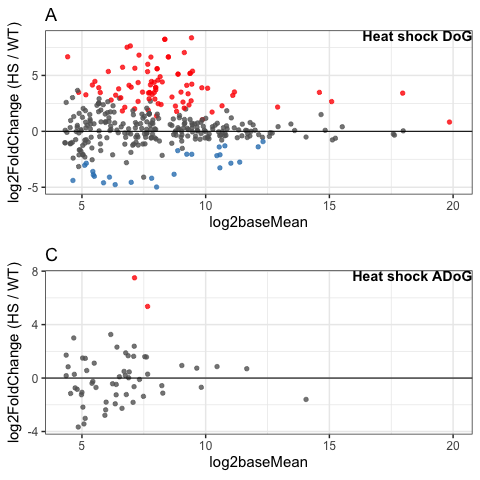 A
Heat shock DoG
log2FoldChange (HS / WT)
5
0
-5
5
10
15
20
log2baseMean
C
Heat shock ADoG
log2FoldChange (HS / WT)
8
4
0
-4
5
10
15
20
log2baseMean